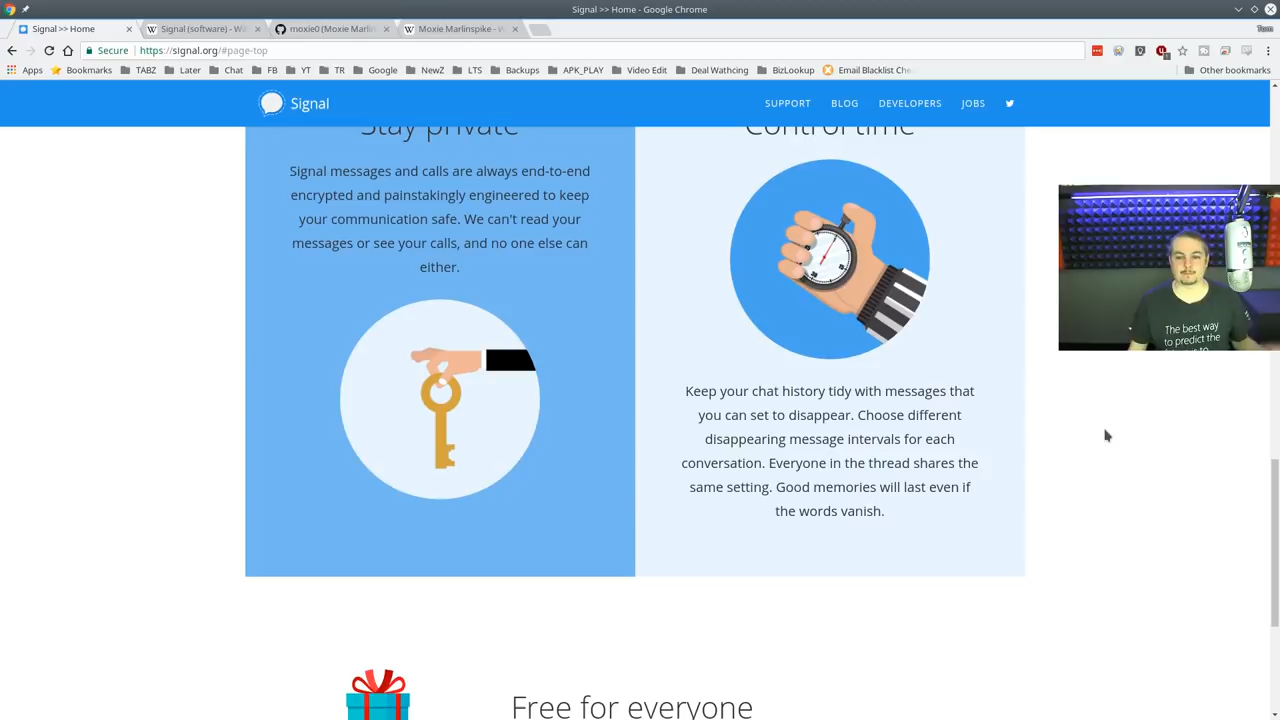 Signal >> Home - Google Chrome
Signal >> Home
Signal (software) - Wi
moxie0 (Moxie Marlin
Moxie Marlinspike - W
Tom
Secure
https://signal.org/#page-top
Apps
Bookmarks
TABZ
Later
Chat
FB
YT
TR
Google
NewZ
LTS
Backups
APK_PLAY
Video Edit
Deal Wathcing
BizLookup
Email Blacklist Che
Other bookmarks
Signal
SUPPORT
BLOG
DEVELOPERS
JOBS
Stay private
Signal messages and calls are always end-to-end
encrypted and painstakingly engineered to keep
your communication safe. We can't read your
messages or see your calls, and no one else can
either.
Control time
Keep your chat history tidy with messages that
you can set to disappear. Choose different
disappearing message intervals for each
conversation. Everyone in the thread shares the
same setting. Good memories will last even if
the words vanish.
The best way
to predict the
Free for everyone